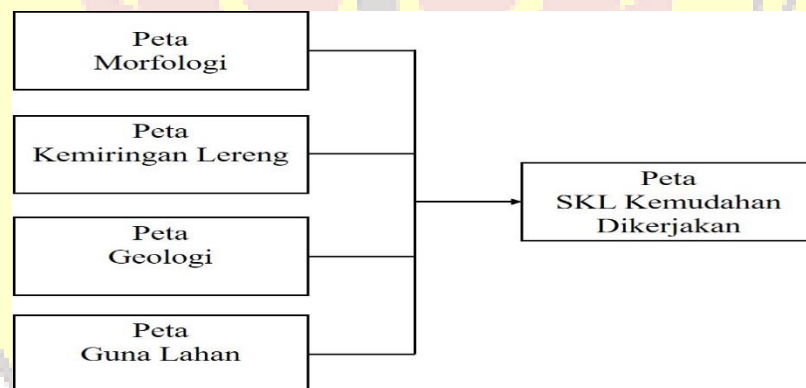 Peta
Morfologi
Peta
Kemiringan Lereng
Peta
Geologi
Peta
Guna Lahan
Peta
SKL Kemudahan
Dikerjakan